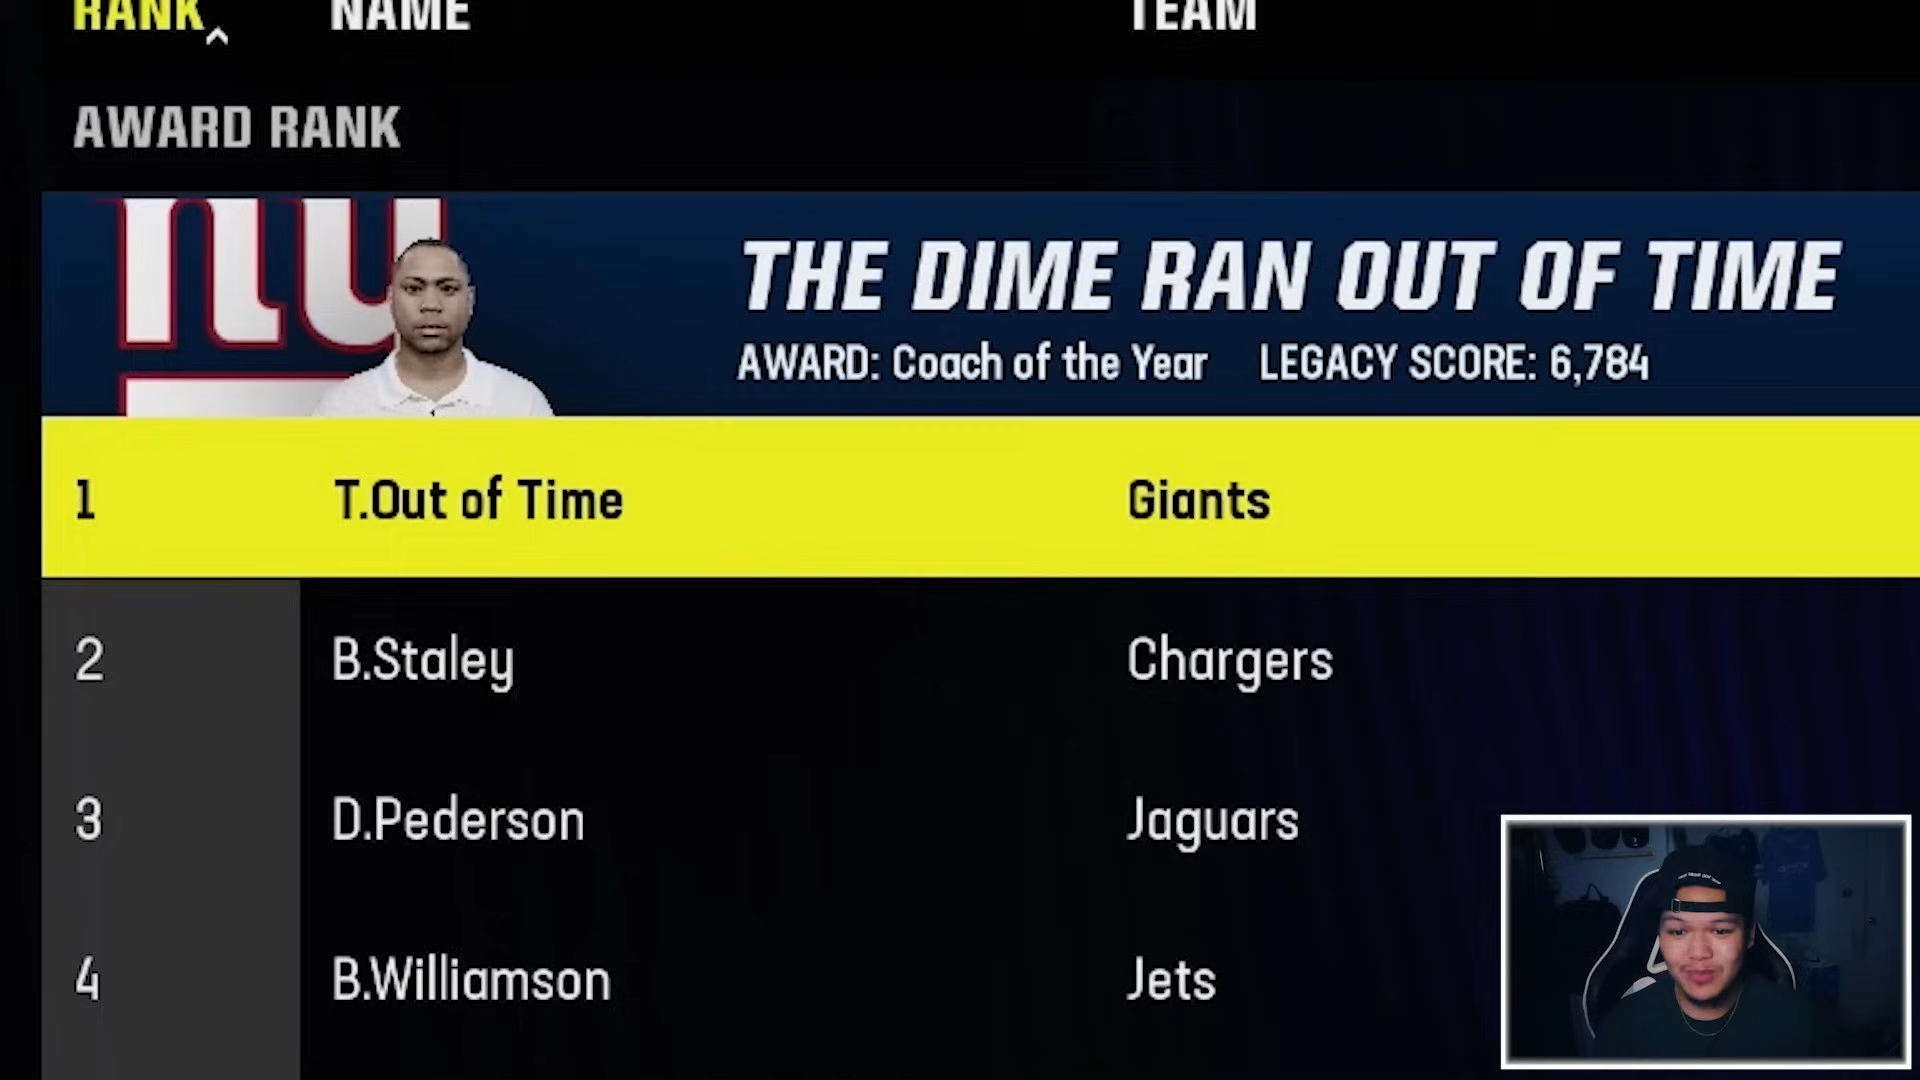 RANK NAME TEAM
AWARD RANK
ny
THE DIME RAN OUT OF TIME
AWARD: Coach of the Year LEGACY SCORE: 6,784
1 T.Out of Time Giants
2 B.Staley Chargers
3 D.Pederson Jaguars
4 B.Williamson Jets